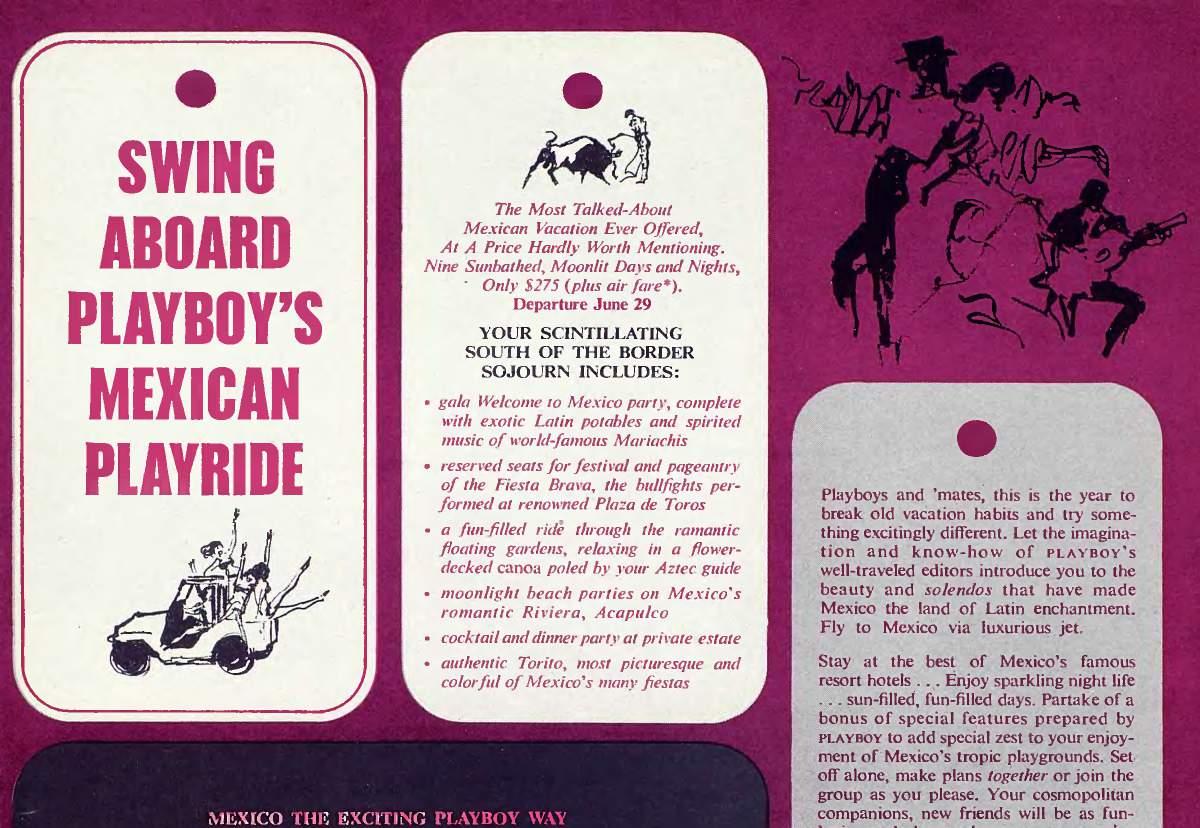 SWING
ABOARD
PLAYBOY'S
MEXICAN
PLAYRIDE
The Most Talked-About
Mexican Vacation Ever Offered,
At A Price Hardly Worth Mentioning.
Nine Sunbathed, Moonlit Days and Nights,
Only $275 (plus air fare*).
Departure June 29
YOUR SCINTILLATING
SOUTH OF THE BORDER
SOJOURN INCLUDES:
• gala Welcome to Mexico party, complete
with exotic Latin potables and spirited
music of world-famous Mariachis
• reserved seats for festival and pageantry
of the Fiesta Brava, the bullfights per-
formed at renowned Plaza de Toros
• a fun-filled ride through the ramantic
floating gardens, relaxing in a flower-
decked canoa poled by your Aztec guide
• moonlight beach parties on Mexico's
romantic Riviera, Acapulco
• cocktail and dinner party at private estate
• authentic Torito, most picturesque and
colorful of Mexico's many fiestas
Playboys and 'mates, this is the year to
break old vacation habits and try some-
thing excitingly different. Let the imagina-
tion and know-how of PLAYBOY'S
well-traveled editors introduce you to the
beauty and solendos that have made
Mexico the land of Latin enchantment.
Fly to Mexico via luxurious jet.
Stay at the best of Mexico's famous
resort hotels . . . Enjoy sparkling night life
. . . sun-filled, fun-filled days. Partake of a
bonus of special features prepared by
PLAYBOY to add special zest to your enjoy-
ment of Mexico's tropic playgrounds. Set
off alone, make plans together or join the
group as you please. Your cosmopolitan
companions, new friends will be as fun-
MEXICO THE EXCITING PLAYBOY WAY